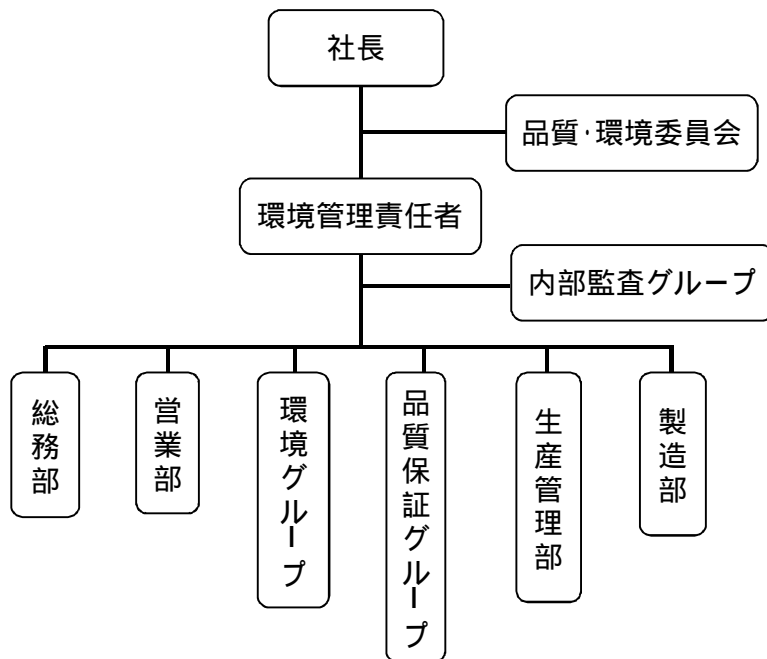 社長
品質·環境委員会
環境管理責任者
内部監査グループ
総務部
営業部
環境グループ
品質保証グループ
生産管理部
製造部